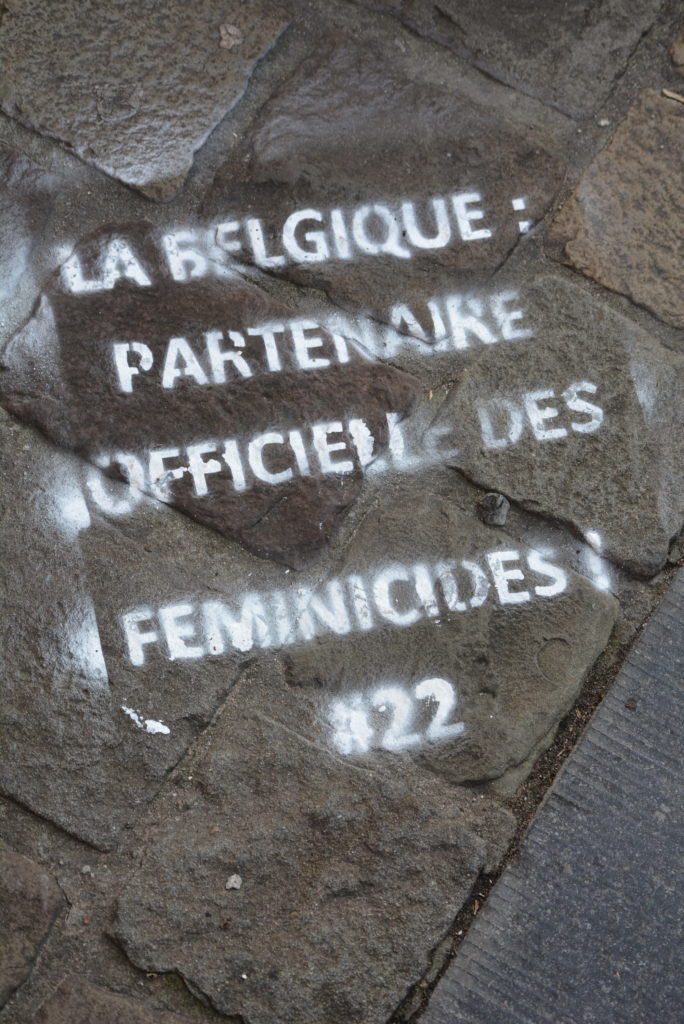 LA BELGIQUE :
PARTENAIRE
OFFICIELLE DES
FEMINICIDES !
#22